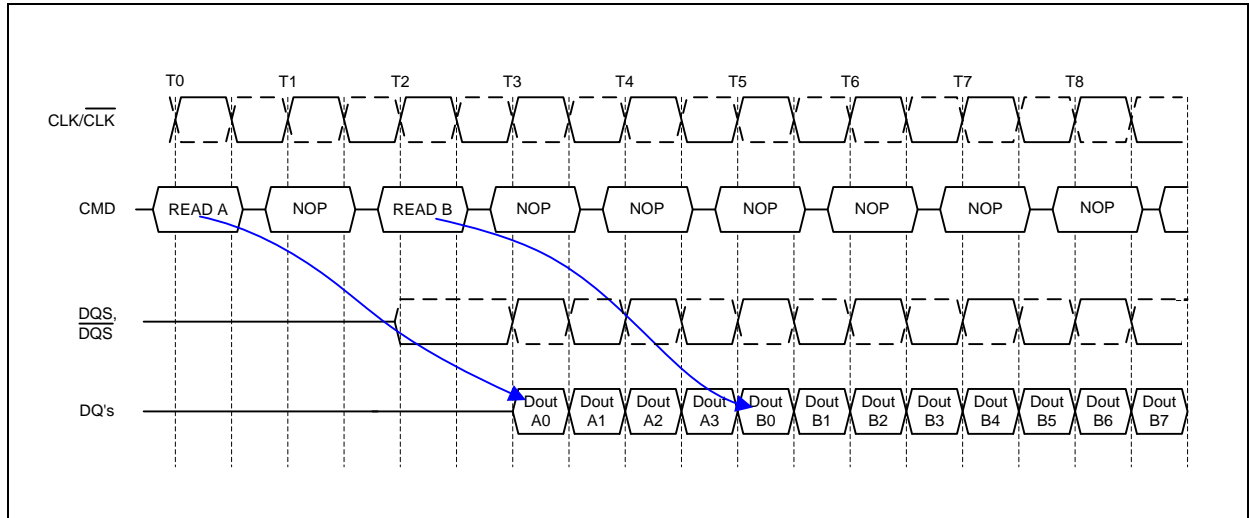 T0 T1 T2 T3 T4 T5 T6 T7 T8
CLK/CLK
CMD READ A NOP READ B NOP NOP NOP NOP NOP NOP
DQS,
DQS
DQ's
Dout Dout Dout Dout Dout Dout Dout Dout Dout Dout Dout Dout
A0 A1 A2 A3 B0 B1 B2 B3 B4 B5 B6 B7